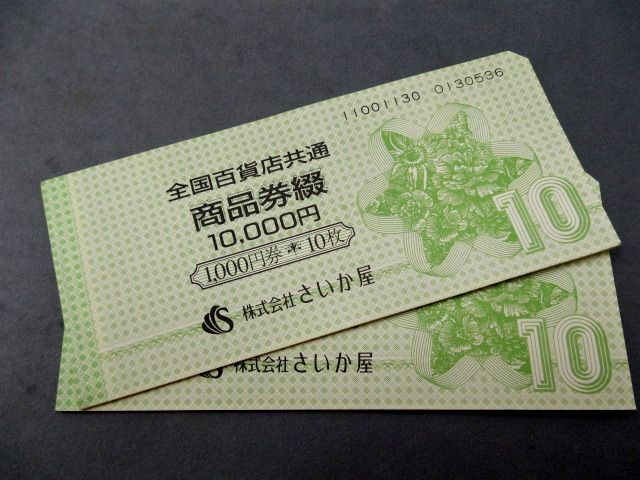 11001130 0130536
全国百貨店共通
商品券綴
10,000円
1,000円券＊10枚
株式会社さいか屋
10
株式会社さいか屋
10